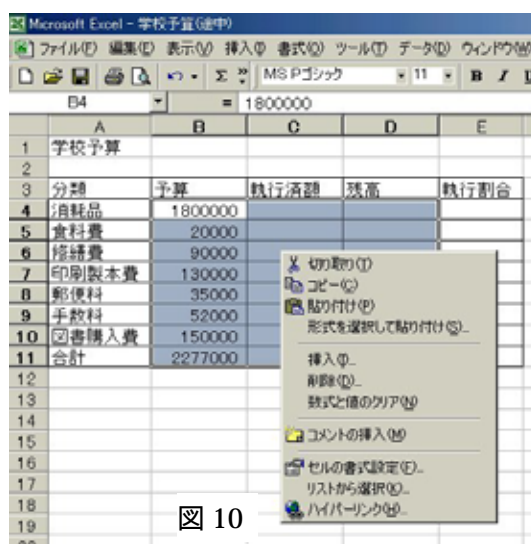 Microsoft Excel - 学校予算(途中)
ファイル(F) 編集(E) 表示(V) 挿入(I) 書式(O) ツール(T) データ(D) ウィンドウ(W
MS Pゴシック 11 B I U
B4 = 1800000
A B C D E
1 学校予算
2
3 分類 予算 執行済額 残高 執行割合
4 消耗品 1800000
5 食料費 20000
6 修繕費 90000
7 印刷製本費 130000
8 郵便料 35000
9 手数料 52000
10 図書購入費 150000
11 合計 2277000
12
13
14
15
16
17
18
19
切り取り(T)
コピー(C)
貼り付け(P)
形式を選択して貼り付け(S)...
挿入(I)...
削除(D)...
数式と値のクリア(N)
コメントの挿入(M)
セルの書式設定(F)...
リストから選択(K)...
ハイパーリンク(H)...
図 10